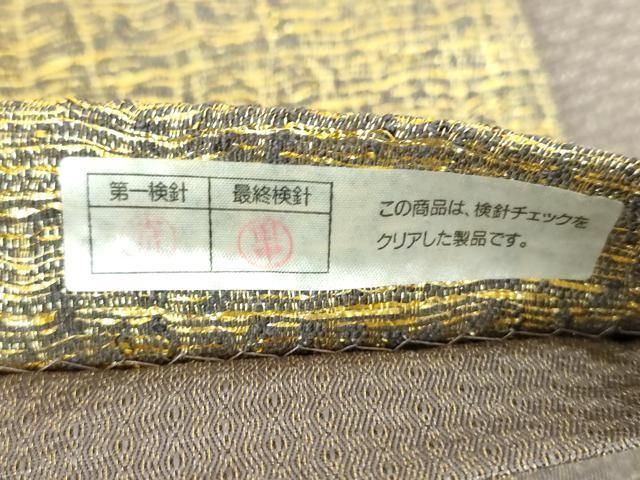 第一検針 最終検針
この商品は、検針チェックを
クリアした製品です。